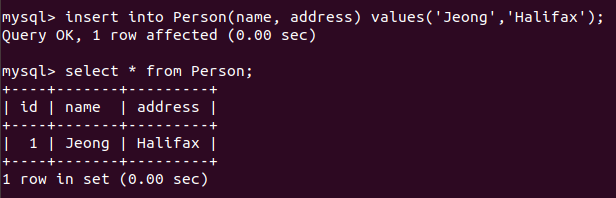 mysql> insert into Person(name, address) values('Jeong','Halifax');
Query OK, 1 row affected (0.00 sec)
mysql> select * from Person;
+----+-------+---------+
| id | name  | address |
+----+-------+---------+
|  1 | Jeong | Halifax |
+----+-------+---------+
1 row in set (0.00 sec)